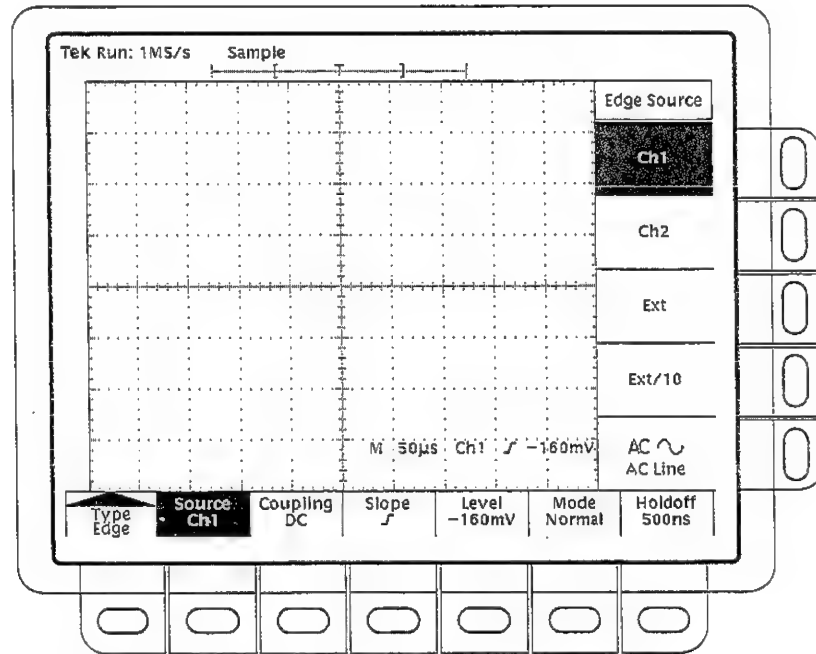 Tek Run: 1MS/s Sample
Edge Source
Ch1
Ch2
Ext
Ext/10
M 50µs Ch1 -160mV
AC
AC Line
Type
Edge
Source
Ch1
Coupling
DC
Slope
Level
-160mV
Mode
Normal
Holdoff
500ns